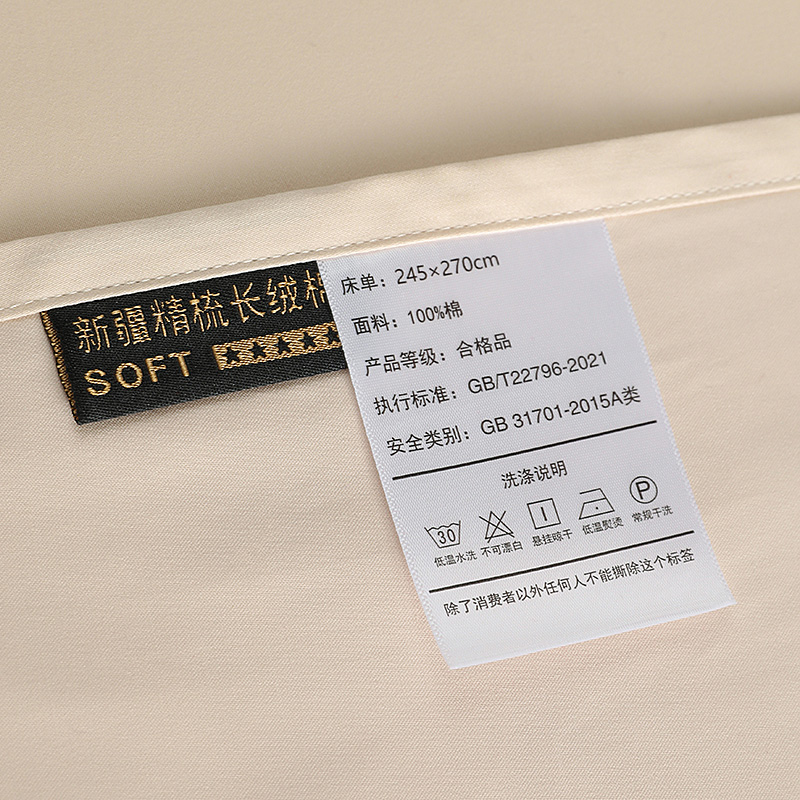 新疆精梳长绒棉
SOFT
床单：245×270cm
面料：100%棉
产品等级：合格品
执行标准：GB/T22796-2021
安全类别：GB 31701-2015A类
洗涤说明
30
P
低温水洗 不可漂白 悬挂晾干 低温熨烫 常规干洗
除了消费者以外任何人不能撕除这个标签